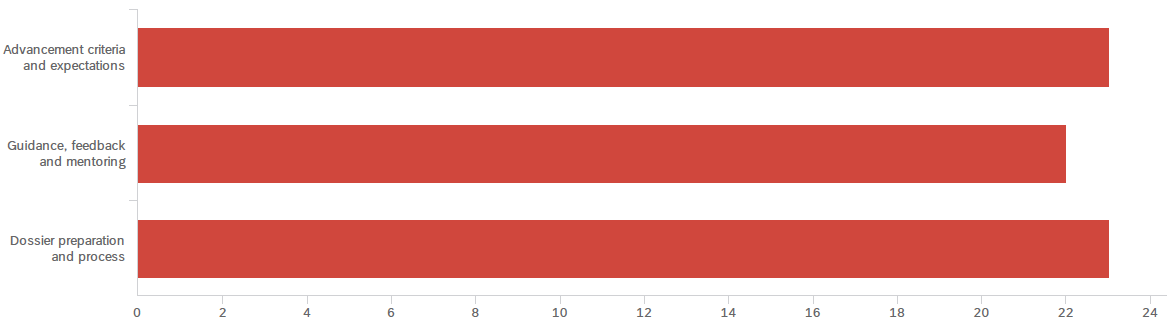 Advancement criteria
and expectations
Guidance, feedback
and mentoring
Dossier preparation
and process
0 2 4 6 8 10 12 14 16 18 20 22 24